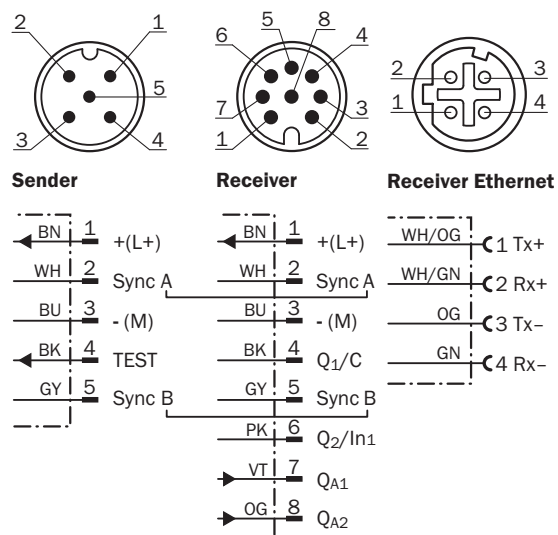 2 1
5
3 4
5 8
6 4
7 3
1 2
2 3
1 4
Sender
BN 1 +(L+)
WH 2 Sync A
BU 3 - (M)
BK 4 TEST
GY 5 Sync B
Receiver
BN 1 +(L+)
WH 2 Sync A
BU 3 - (M)
BK 4 Q1/C
GY 5 Sync B
PK 6 Q2/In1
VT 7 QA1
OG 8 QA2
Receiver Ethernet
WH/OG 1 Tx+
WH/GN 2 Rx+
OG 3 Tx–
GN 4 Rx–